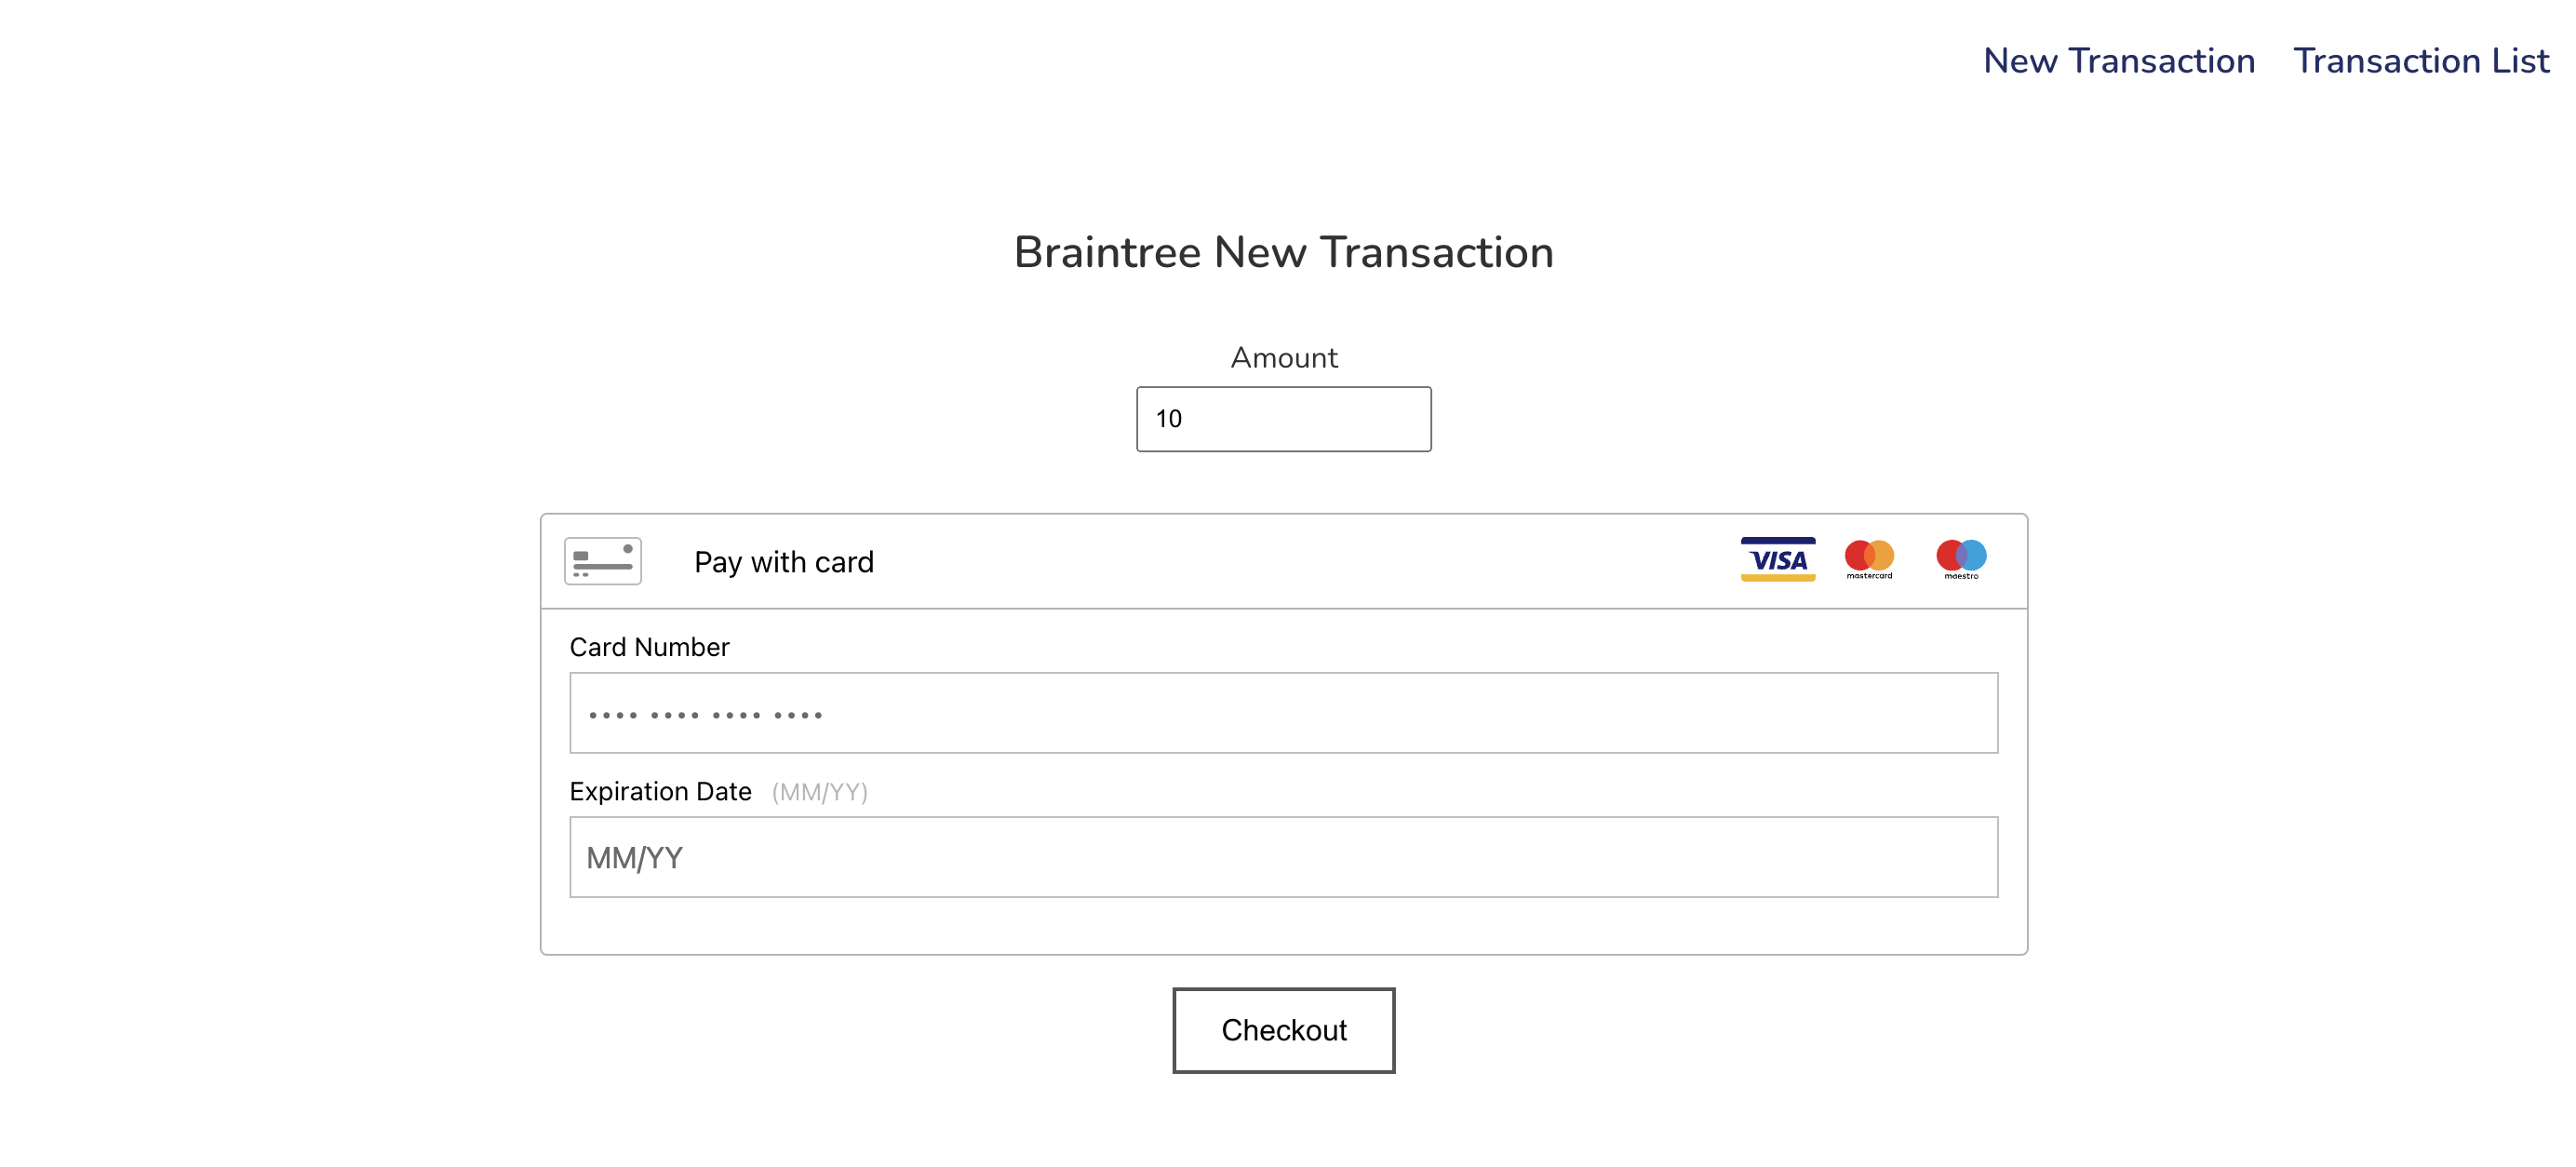 New Transaction Transaction List
Braintree New Transaction
Amount
10
Pay with card VISA mastercard maestro
Card Number
•••• •••• •••• ••••
Expiration Date (MM/YY)
MM/YY
Checkout